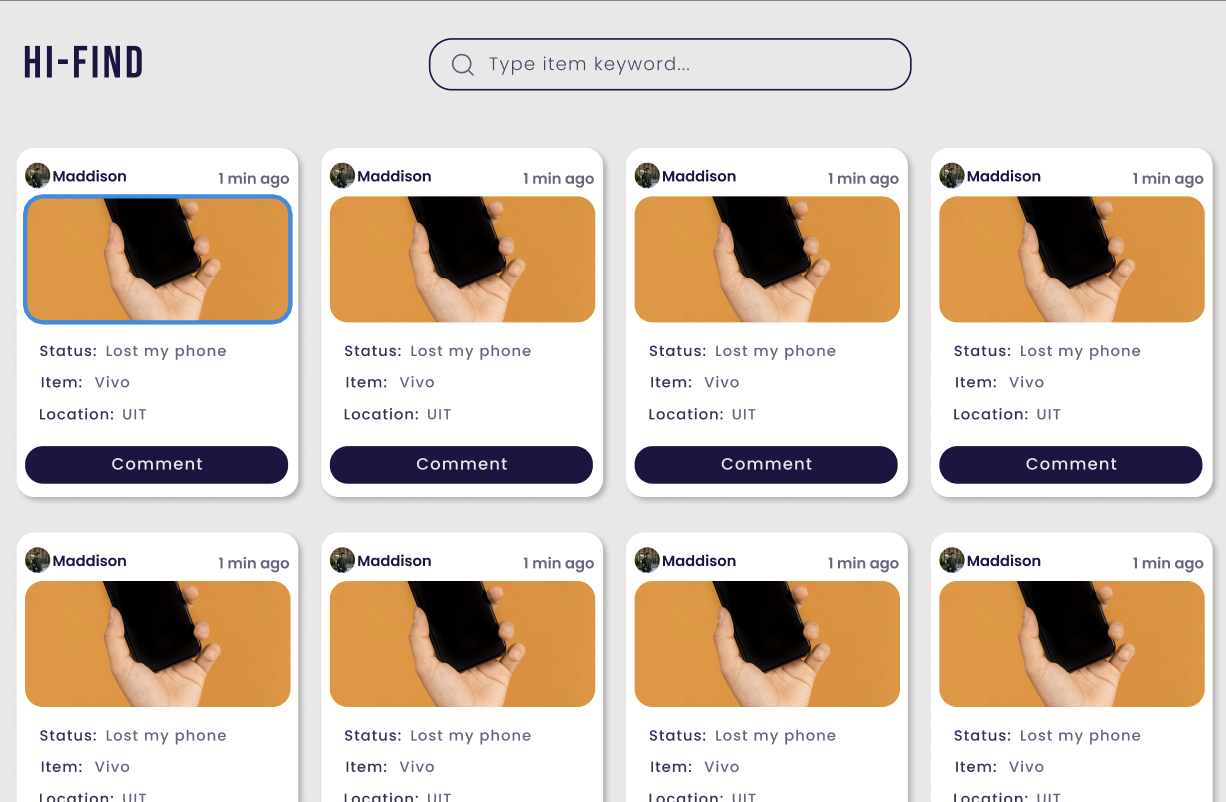 HI-FIND
Type item keyword...
Maddison 1 min ago
Status: Lost my phone
Item: Vivo
Location: UIT
Comment
Maddison 1 min ago
Status: Lost my phone
Item: Vivo
Location: UIT
Comment
Maddison 1 min ago
Status: Lost my phone
Item: Vivo
Location: UIT
Comment
Maddison 1 min ago
Status: Lost my phone
Item: Vivo
Location: UIT
Comment
Maddison 1 min ago
Status: Lost my phone
Item: Vivo
Location: UIT
Maddison 1 min ago
Status: Lost my phone
Item: Vivo
Location: UIT
Maddison 1 min ago
Status: Lost my phone
Item: Vivo
Location: UIT
Maddison 1 min ago
Status: Lost my phone
Item: Vivo
Location: UIT